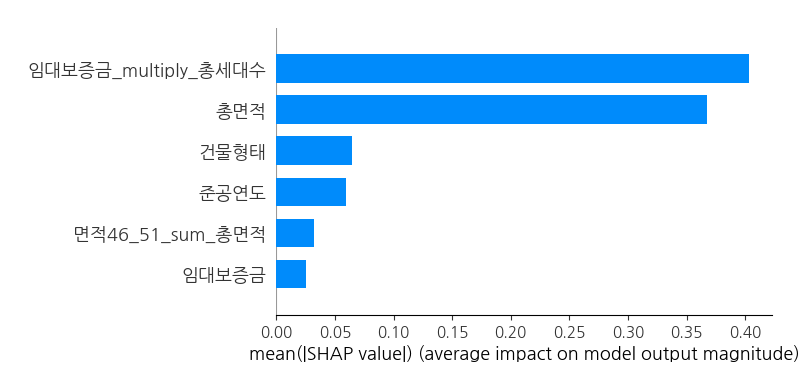 임대보증금_multiply_총세대수
총면적
건물형태
준공연도
면적46_51_sum_총면적
임대보증금
0.00 0.05 0.10 0.15 0.20 0.25 0.30 0.35 0.40
mean(|SHAP value|) (average impact on model output magnitude)